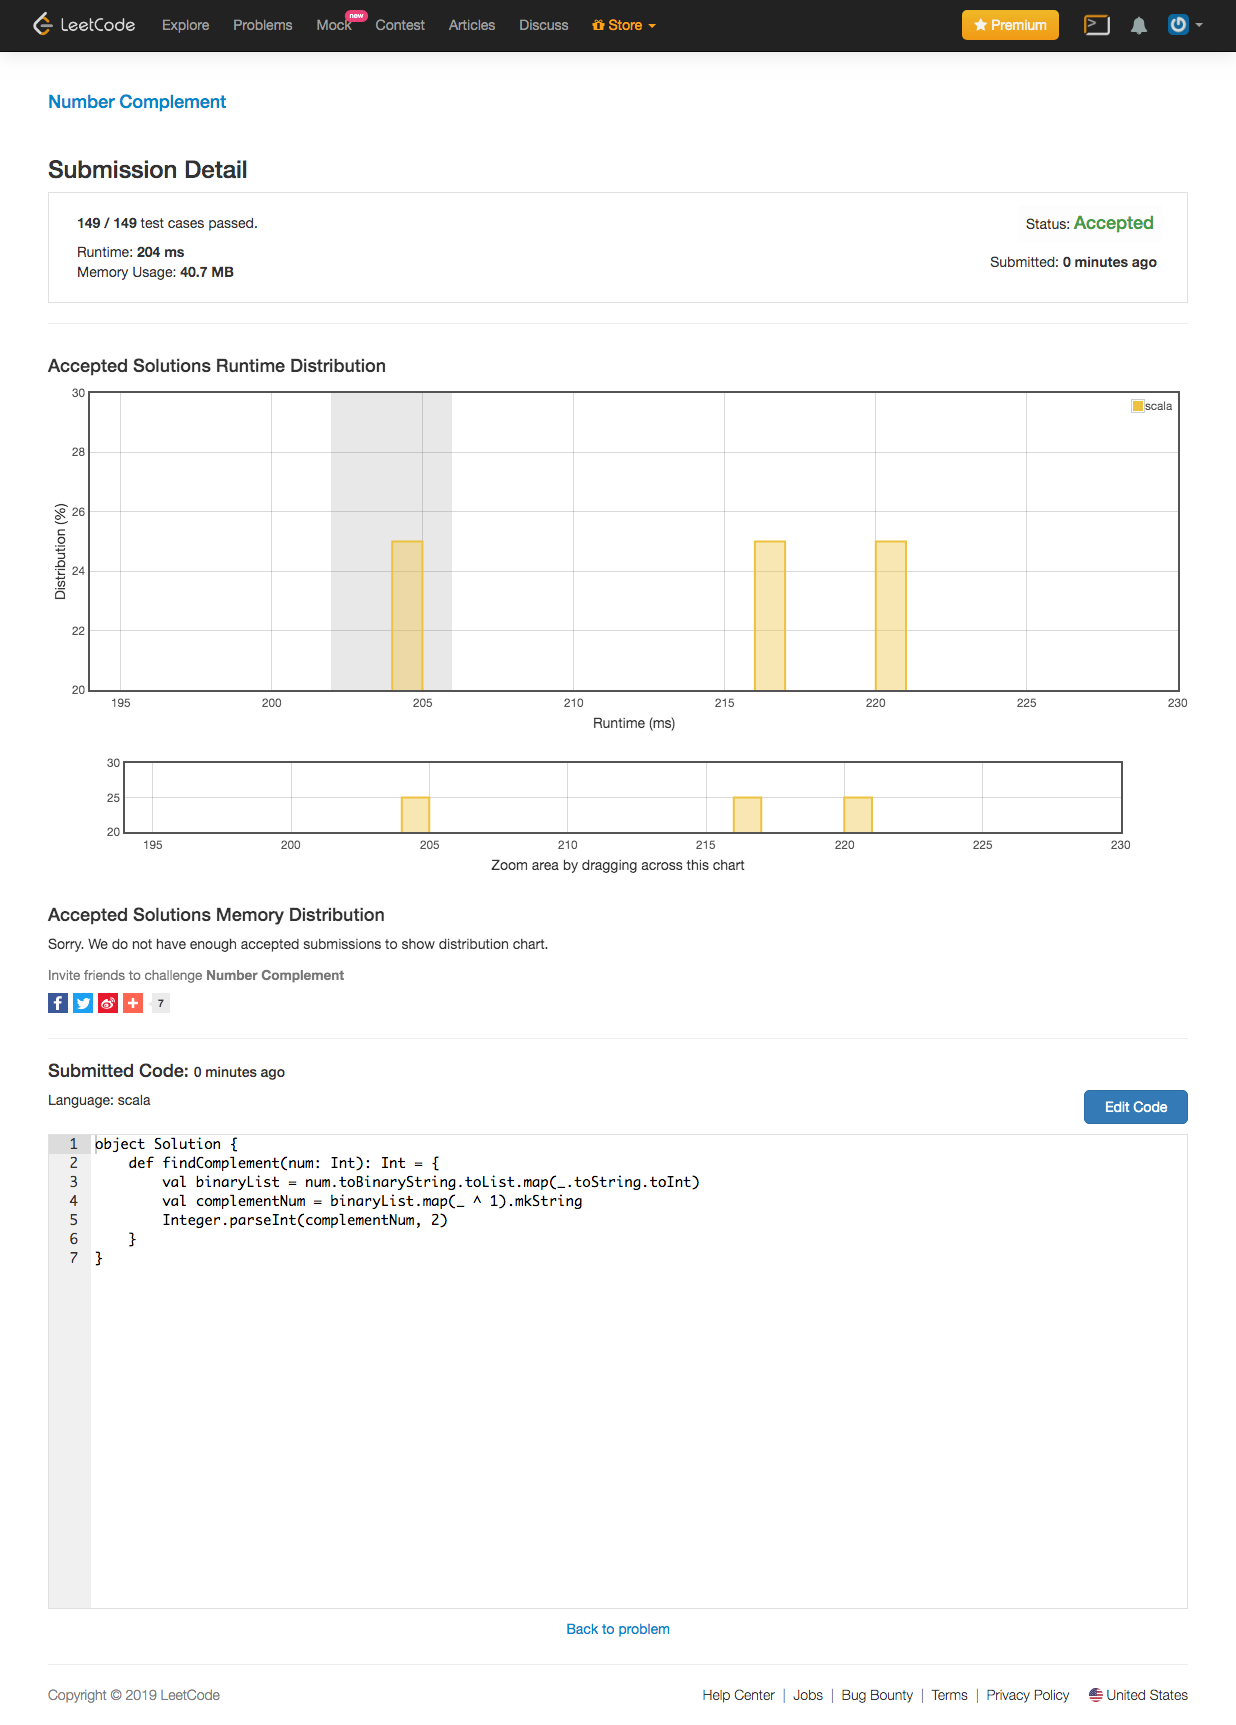 LeetCode Explore Problems Mock new Contest Articles Discuss Store Premium
Number Complement
Submission Detail
149 / 149 test cases passed.
Status: Accepted
Runtime: 204 ms
Submitted: 0 minutes ago
Memory Usage: 40.7 MB
Accepted Solutions Runtime Distribution
30
scala
28
26
24
22
20
Distribution (%)
195 200 205 210 215 220 225 230
Runtime (ms)
30
25
20
195 200 205 210 215 220 225 230
Zoom area by dragging across this chart
Accepted Solutions Memory Distribution
Sorry. We do not have enough accepted submissions to show distribution chart.
Invite friends to challenge Number Complement
7
Submitted Code: 0 minutes ago
Language: scala
Edit Code
1 object Solution {
2     def findComplement(num: Int): Int = {
3         val binaryList = num.toBinaryString.toList.map(_.toString.toInt)
4         val complementNum = binaryList.map(_ ^ 1).mkString
5         Integer.parseInt(complementNum, 2)
6     }
7 }
Back to problem
Copyright © 2019 LeetCode
Help Center | Jobs | Bug Bounty | Terms | Privacy Policy United States